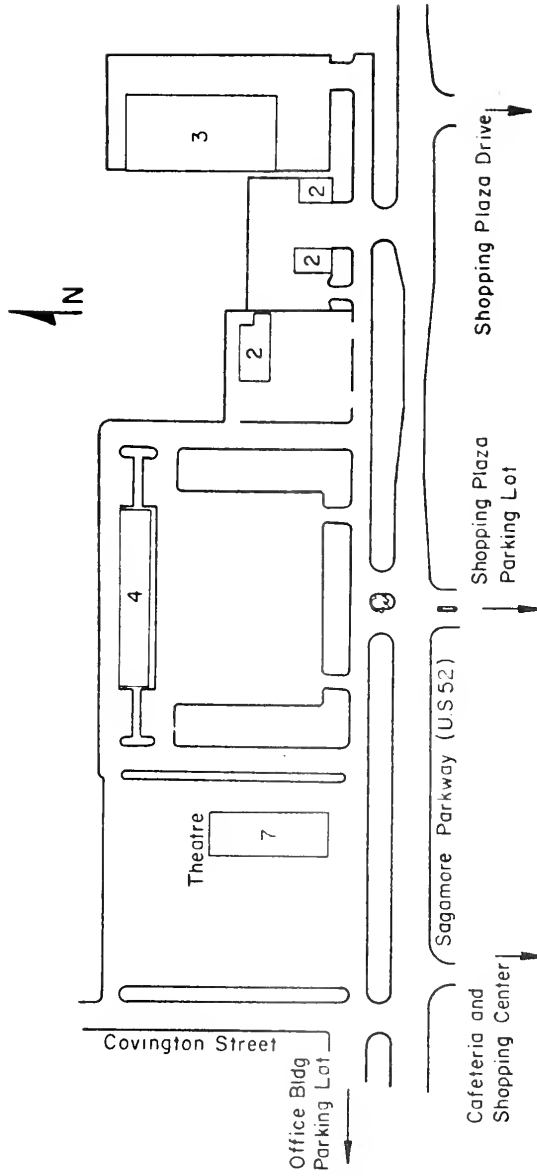 N
3
2
2
2
4
Theatre
7
Covington Street
Office Bldg
Parking Lot
Sagamore Parkway (U.S 52)
Shopping Plaza Drive
Shopping Plaza
Parking Lot
Cafeteria and
Shopping Center